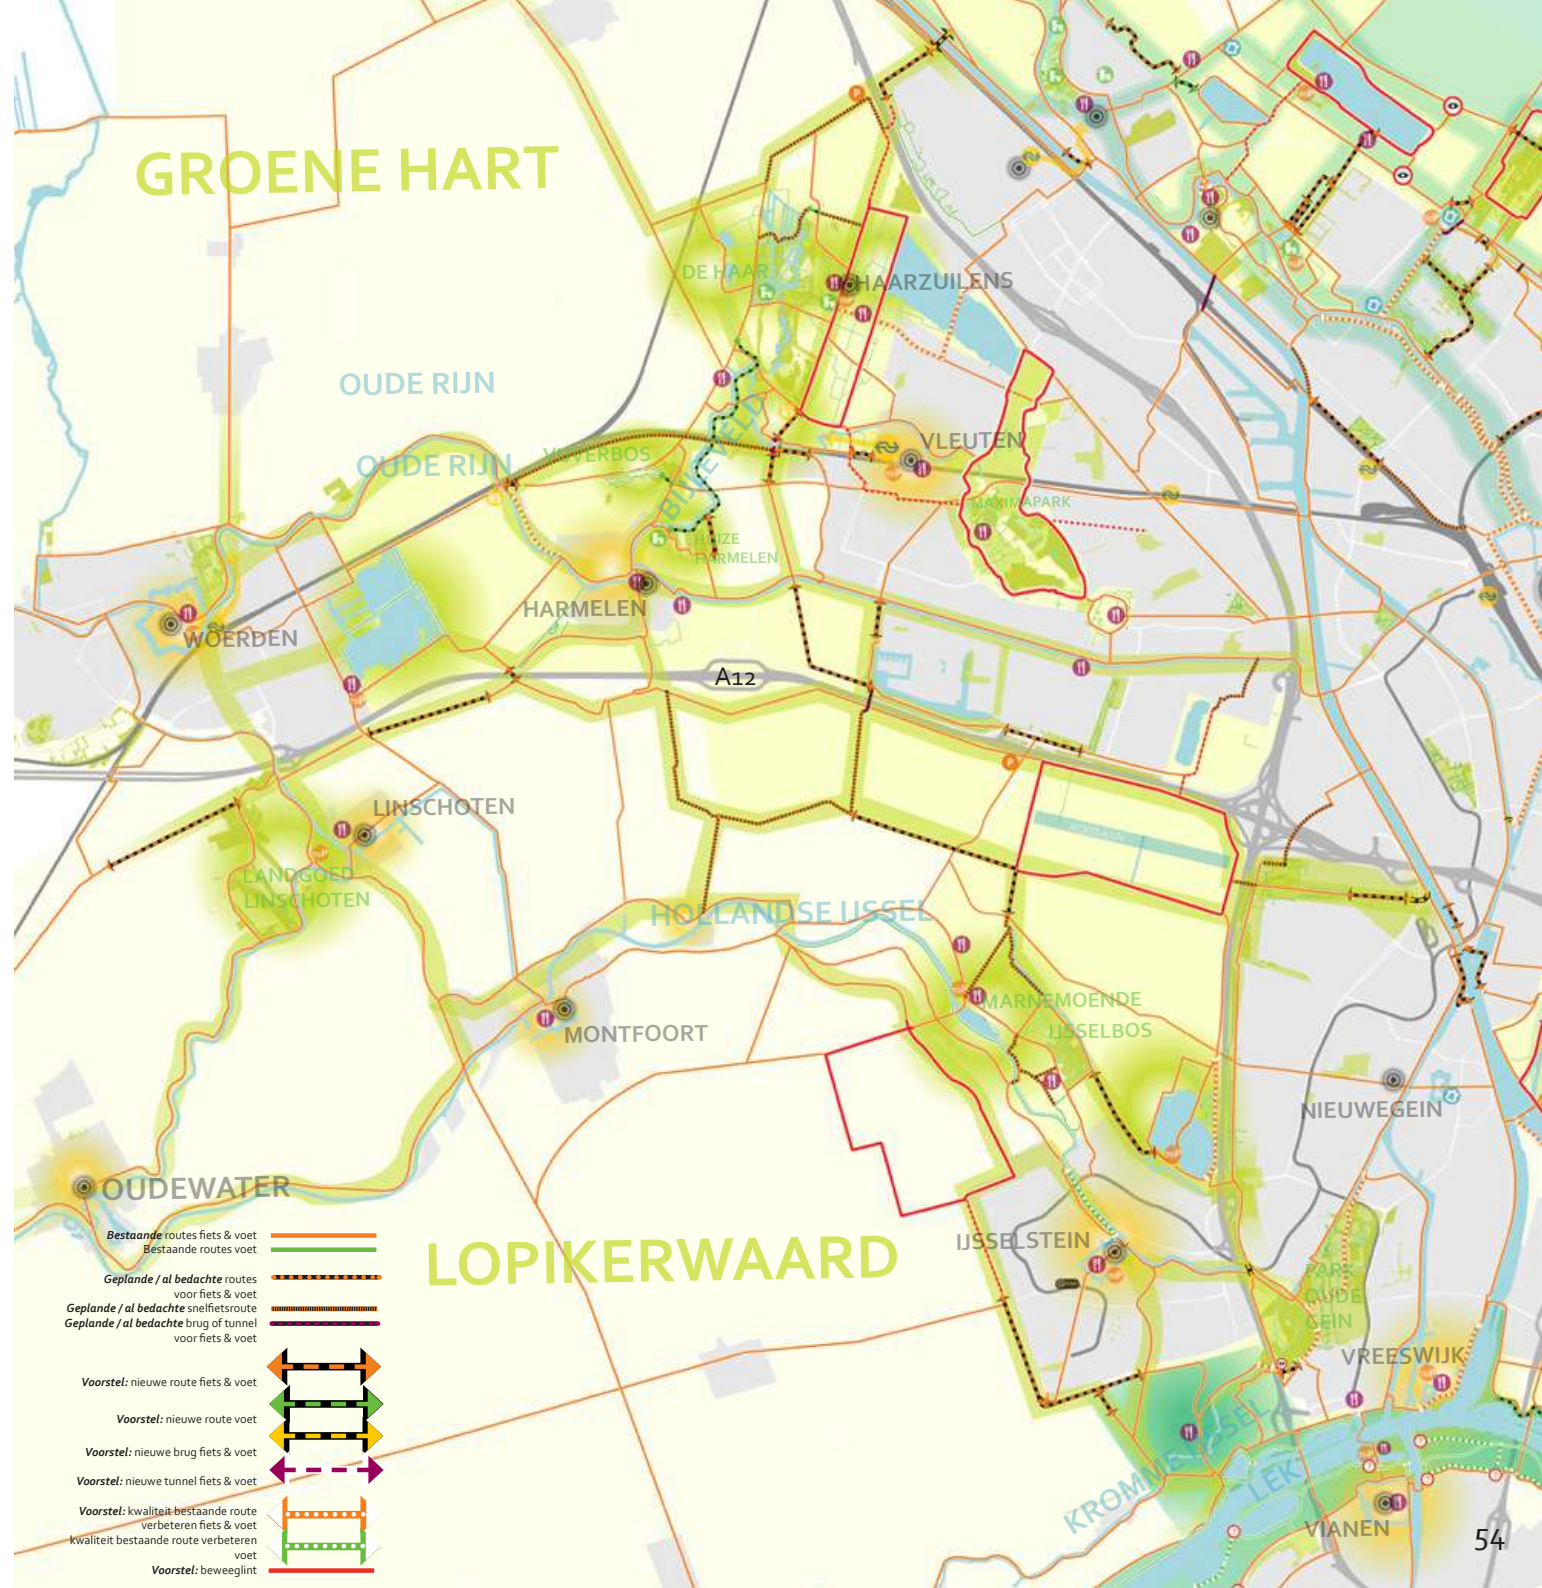 GROENE HART
DE HAAR
HAARZUILENS
OUDE RIJN
OUDE RIJN
VIJVERBOS
BIJLEVELD
VLEUTEN
MAXIMAPARK
HUIZE
HARMELEN
HARMELEN
WOERDEN
A12
LINSCHOTEN
LANDGOED
LINSCHOTEN
HOLLANDSE IJSSEL
MARNEMOENDE
IJSSELBOS
MONTFOORT
NIEUWEGEIN
OUDEWATER
IJSSELSTEIN
LOPIKERWAARD
PARK
OUDE
GEIN
VREESWIJK
KROMME IJSSEL
LEK
VIANEN
P
P
Bestaande routes fiets & voet
Bestaande routes voet
Geplande / al bedachte routes
voor fiets & voet
Geplande / al bedachte snelfietsroute
Geplande / al bedachte brug of tunnel
voor fiets & voet
Voorstel: nieuwe route fiets & voet
Voorstel: nieuwe route voet
Voorstel: nieuwe brug fiets & voet
Voorstel: nieuwe tunnel fiets & voet
Voorstel: kwaliteit bestaande route
verbeteren fiets & voet
kwaliteit bestaande route verbeteren
voet
Voorstel: beweeglint
54